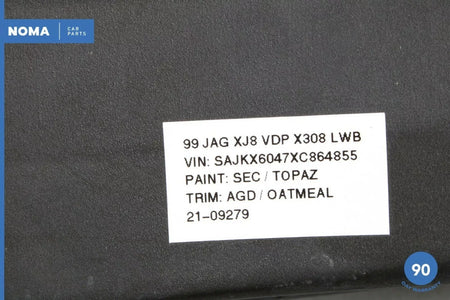 NOMA CAR PARTS
99 JAG XJ8 VDP X308 LWB
VIN: SAJKX6047XC864855
PAINT: SEC / TOPAZ
TRIM: AGD / OATMEAL
21-09279
90
DAY WARRANTY